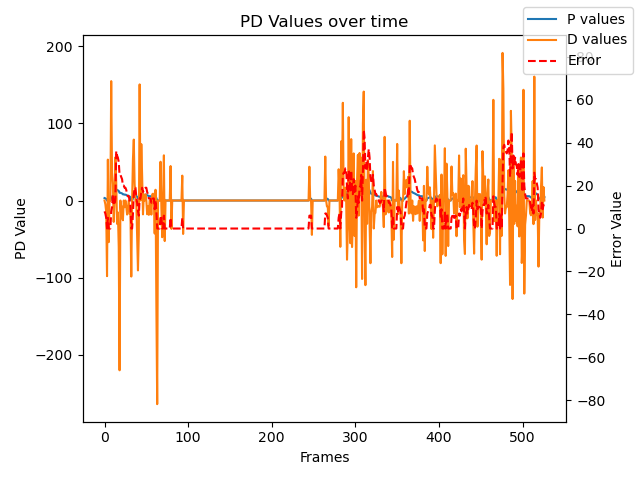 PD Values over time
P values
D values
Error
200
100
0
−100
−200
80
60
40
20
0
−20
−40
−60
−80
0
100
200
300
400
500
PD Value
Error Value
Frames